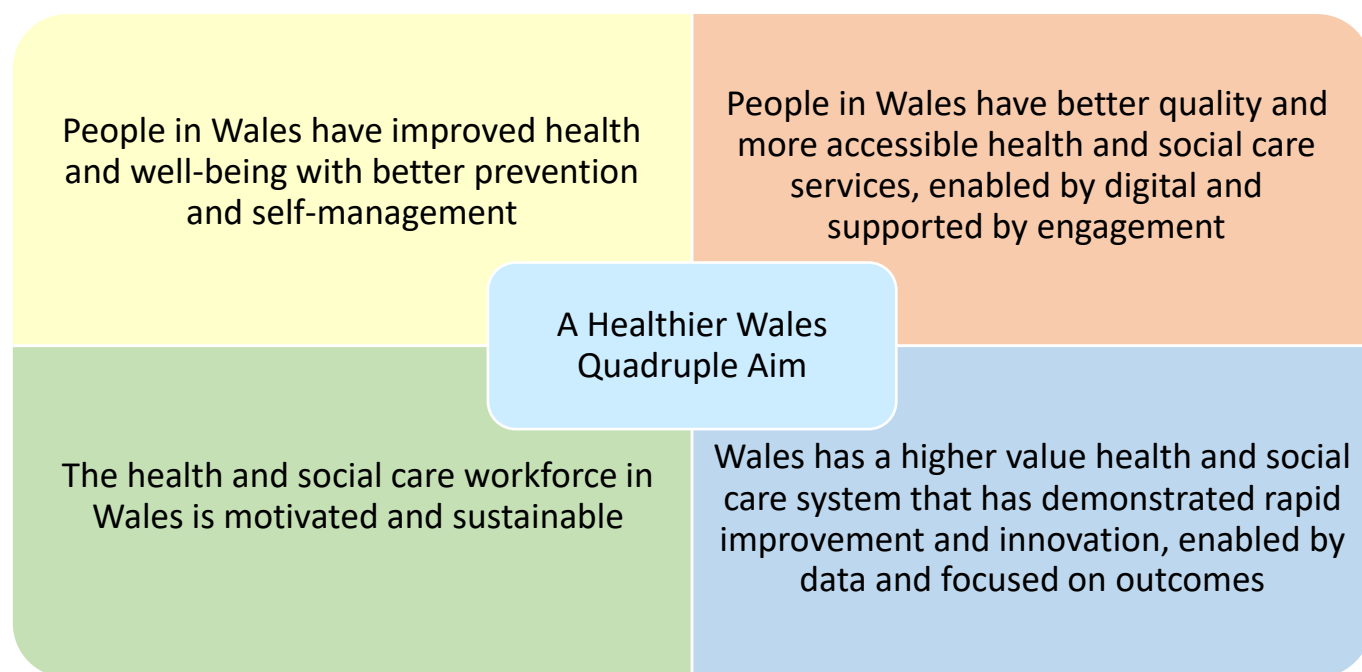 People in Wales have improved health
and well-being with better prevention
and self-management
People in Wales have better quality and
more accessible health and social care
services, enabled by digital and
supported by engagement
A Healthier Wales
Quadruple Aim
The health and social care workforce in
Wales is motivated and sustainable
Wales has a higher value health and social
care system that has demonstrated rapid
improvement and innovation, enabled by
data and focused on outcomes